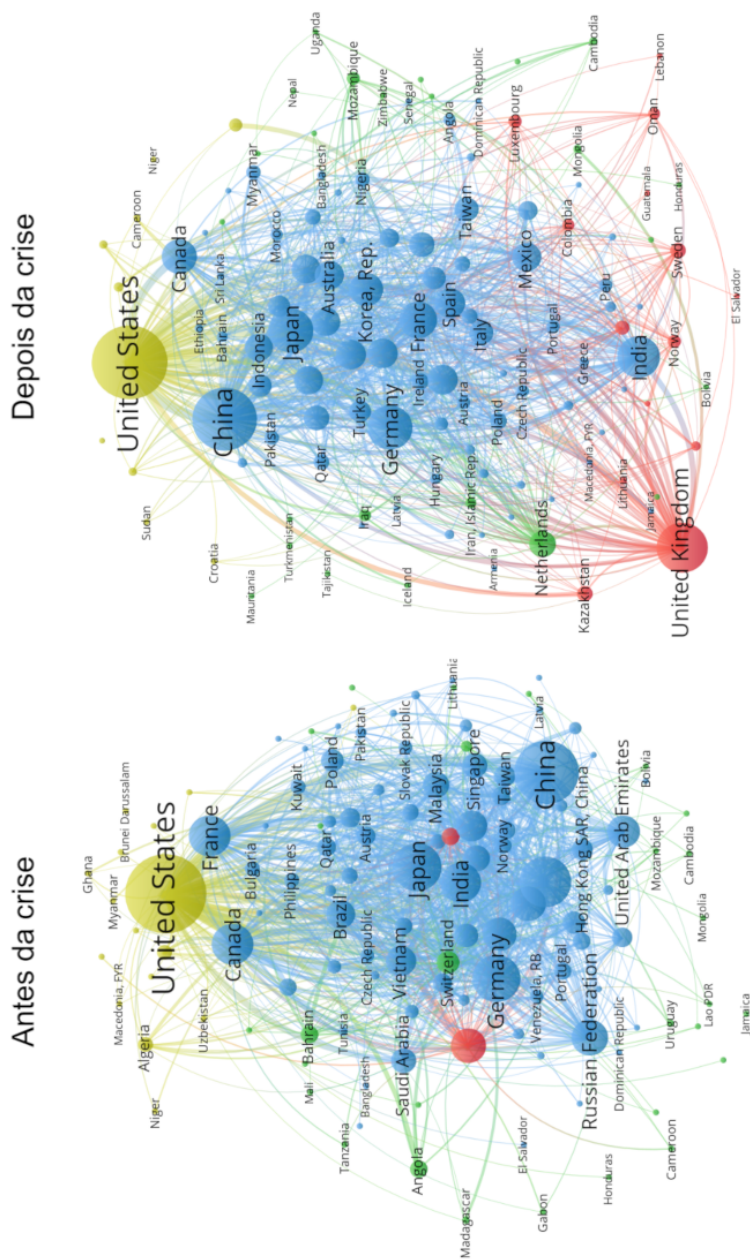 Antes da crise
Ghana
Brunei Darussalam
Myanmar
United States
France
Macedonia, FYR
Algeria
Uzbekistan
Niger
Canada
Bulgaria
Kuwait
Philippines
Poland
Qatar
Pakistan
Brazil
Austria
Bahrain
Czech Republic
Tunisia
Mali
Vietnam
Japan
Slovak Republic
Bangladesh
Saudi Arabia
Malaysia
Lithuania
Tanzania
India
Singapore
Switzerland
Angola
Germany
Norway
Taiwan
Madagascar
Venezuela, RB
China
Latvia
El Salvador
Portugal
Hong Kong SAR, China
Gabon
Russian Federation
Dominican Republic
United Arab Emirates
Honduras
Bolivia
Uruguay
Mozambique
Cameroon
Lao PDR
Cambodia
Mongolia
Jamaica
Depois da crise
Niger
Cameroon
United States
Canada
Uganda
Sudan
Ethiopia
Sri Lanka
Myanmar
Nepal
Croatia
Bahrain
China
Indonesia
Morocco
Bangladesh
Mozambique
Pakistan
Japan
Mauritania
Turkmenistan
Qatar
Australia
Nigeria
Zimbabwe
Tajikistan
Iraq
Turkey
Korea, Rep.
Senegal
Latvia
Germany
Ireland
France
Angola
Iceland
Hungary
Spain
Taiwan
Dominican Republic
Iran, Islamic Rep.
Austria
Italy
Luxembourg
Armenia
Poland
Czech Republic
Mexico
Cambodia
Netherlands
Portugal
Colombia
Mongolia
Kazakhstan
Macedonia, FYR
Greece
Peru
Guatemala
Lebanon
Lithuania
India
Sweden
Oman
Honduras
Jamaica
Norway
United Kingdom
Bolivia
El Salvador